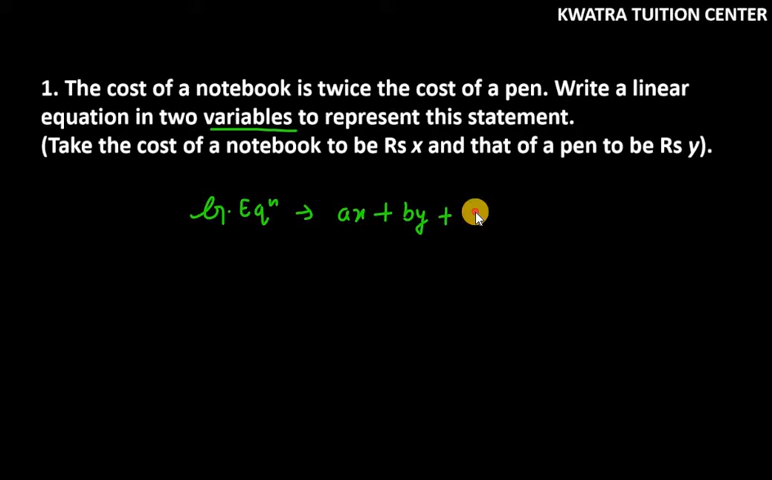 KWATRA TUITION CENTER
1. The cost of a notebook is twice the cost of a pen. Write a linear
equation in two variables to represent this statement.
(Take the cost of a notebook to be Rs x and that of a pen to be Rs y).
Eqⁿ → ax + by +